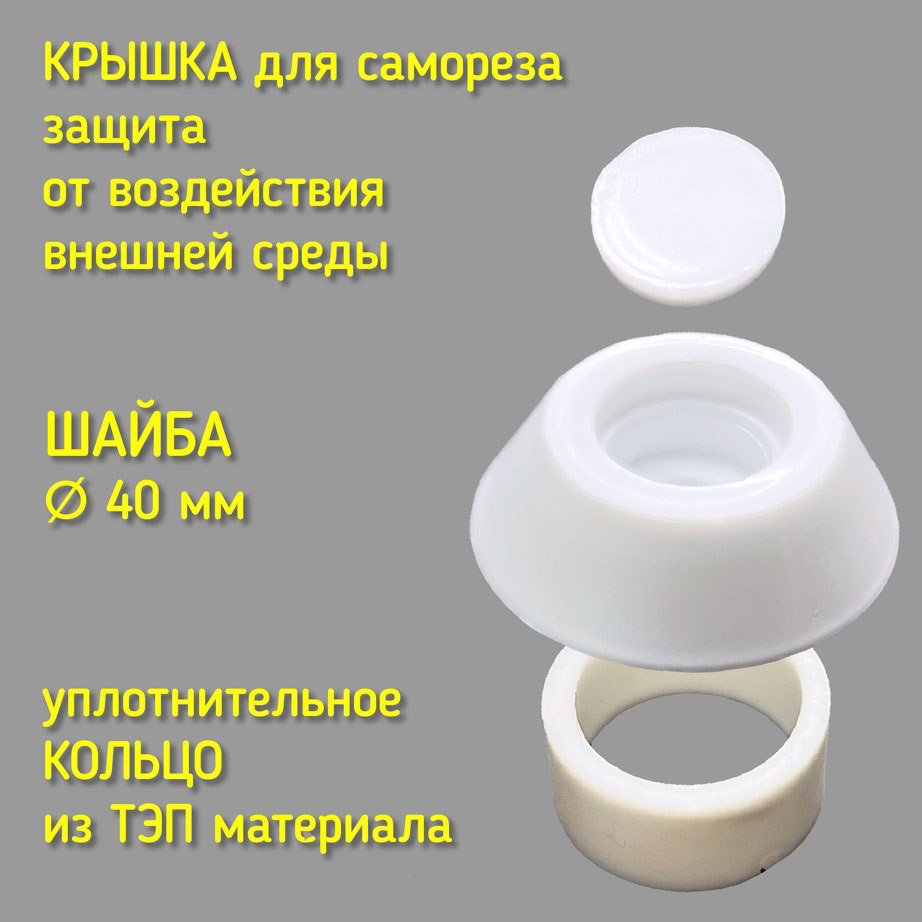 КРЫШКА для самореза
защита
от воздействия
внешней среды
ШАЙБА
Ø 40 мм
уплотнительное
КОЛЬЦО
из ТЭП материала